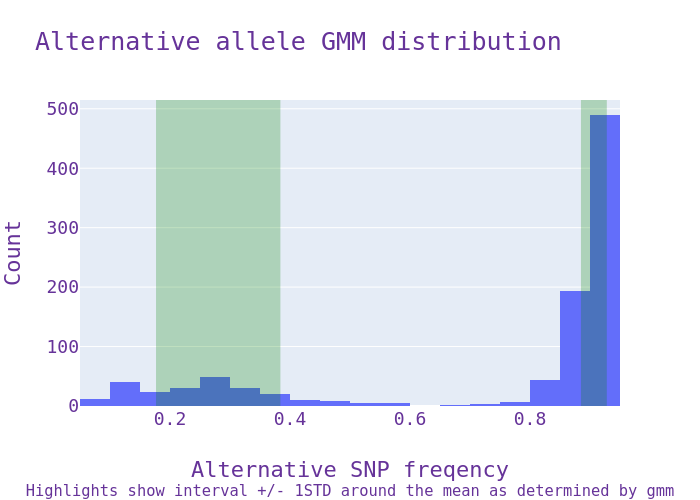 Alternative allele GMM distribution
500
400
300
200
100
0
Count
0.2 0.4 0.6 0.8
Alternative SNP freqency
Highlights show interval +/- 1STD around the mean as determined by gmm